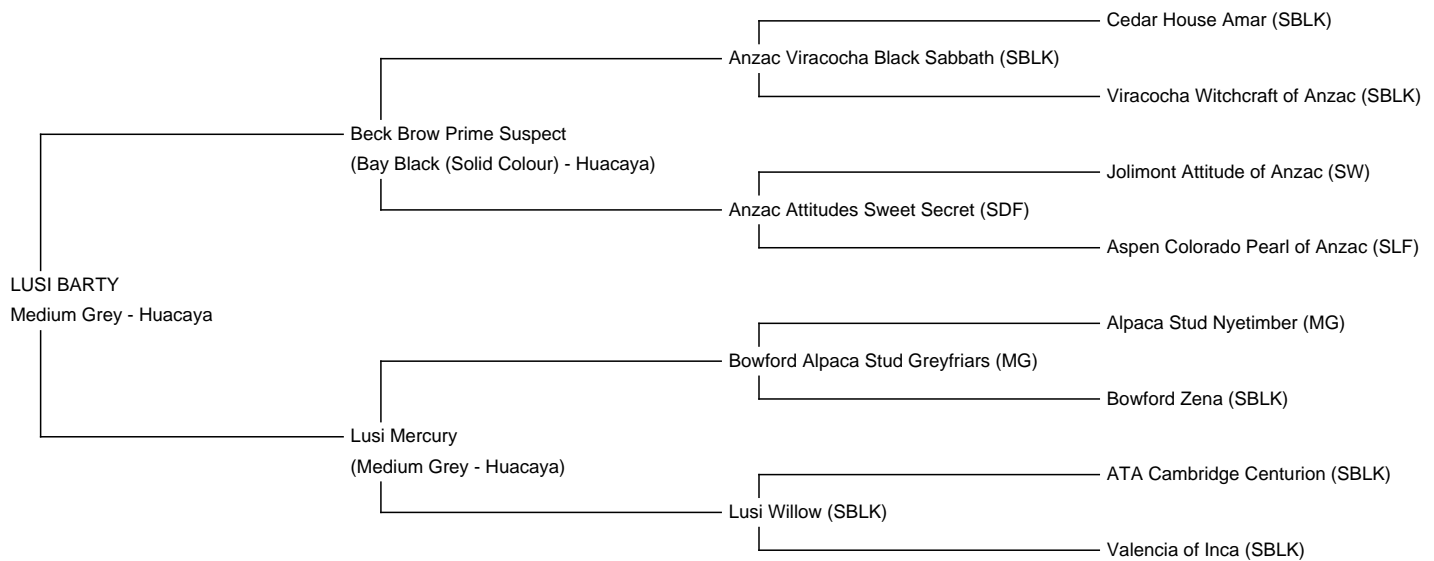 Cedar House Amar (SBLK)
Anzac Viracocha Black Sabbath (SBLK)
Viracocha Witchcraft of Anzac (SBLK)
Beck Brow Prime Suspect
(Bay Black (Solid Colour) - Huacaya)
Jolimont Attitude of Anzac (SW)
Anzac Attitudes Sweet Secret (SDF)
Aspen Colorado Pearl of Anzac (SLF)
LUSI BARTY
Medium Grey - Huacaya
Alpaca Stud Nyetimber (MG)
Bowford Alpaca Stud Greyfriars (MG)
Bowford Zena (SBLK)
Lusi Mercury
(Medium Grey - Huacaya)
ATA Cambridge Centurion (SBLK)
Lusi Willow (SBLK)
Valencia of Inca (SBLK)